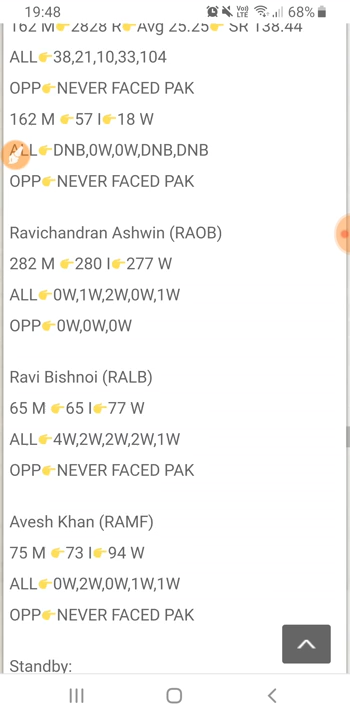 19:48
Vo)) LTE 68%
162 M👉2828 R👉Avg 25.25👉 SR 138.44
ALL👉38,21,10,33,104
OPP👉NEVER FACED PAK
162 M 👉57 I👉18 W
ALL👉DNB,0W,0W,DNB,DNB
OPP👉NEVER FACED PAK
Ravichandran Ashwin (RAOB)
282 M 👉280 I👉277 W
ALL👉0W,1W,2W,0W,1W
OPP👉0W,0W,0W
Ravi Bishnoi (RALB)
65 M 👉65 I👉77 W
ALL👉4W,2W,2W,2W,1W
OPP👉NEVER FACED PAK
Avesh Khan (RAMF)
75 M 👉73 I👉94 W
ALL👉0W,2W,0W,1W,1W
OPP👉NEVER FACED PAK
Standby: